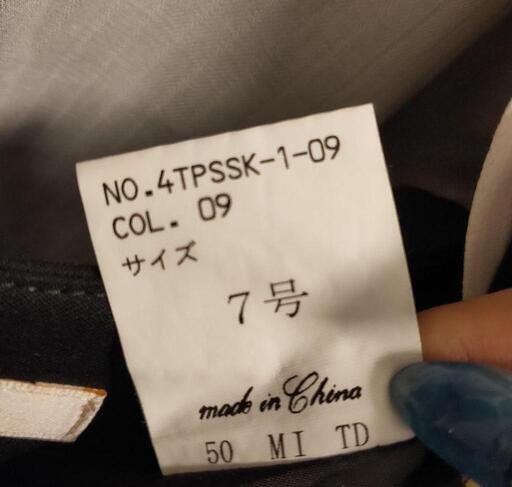 NO.4TPSSK-1-09
COL. 09
サイズ
7号
made in China
50 MI TD